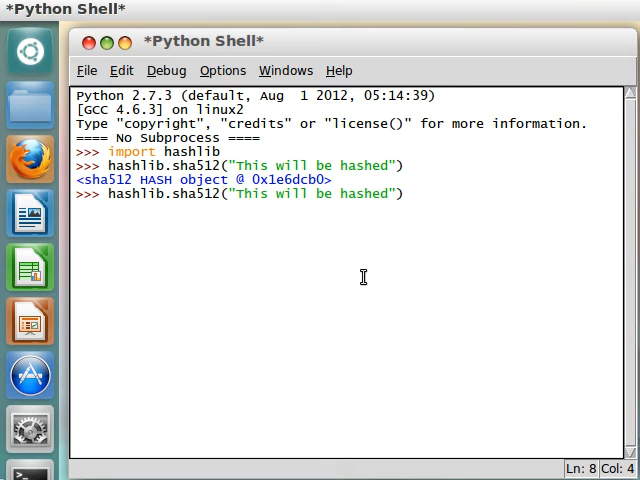 *Python Shell*
*Python Shell*
File Edit Debug Options Windows Help
Python 2.7.3 (default, Aug  1 2012, 05:14:39)
[GCC 4.6.3] on linux2
Type "copyright", "credits" or "license()" for more information.
==== No Subprocess ====
>>> import hashlib
>>> hashlib.sha512("This will be hashed")
<sha512 HASH object @ 0x1e6dcb0>
>>> hashlib.sha512("This will be hashed")
Ln: 8 Col: 4